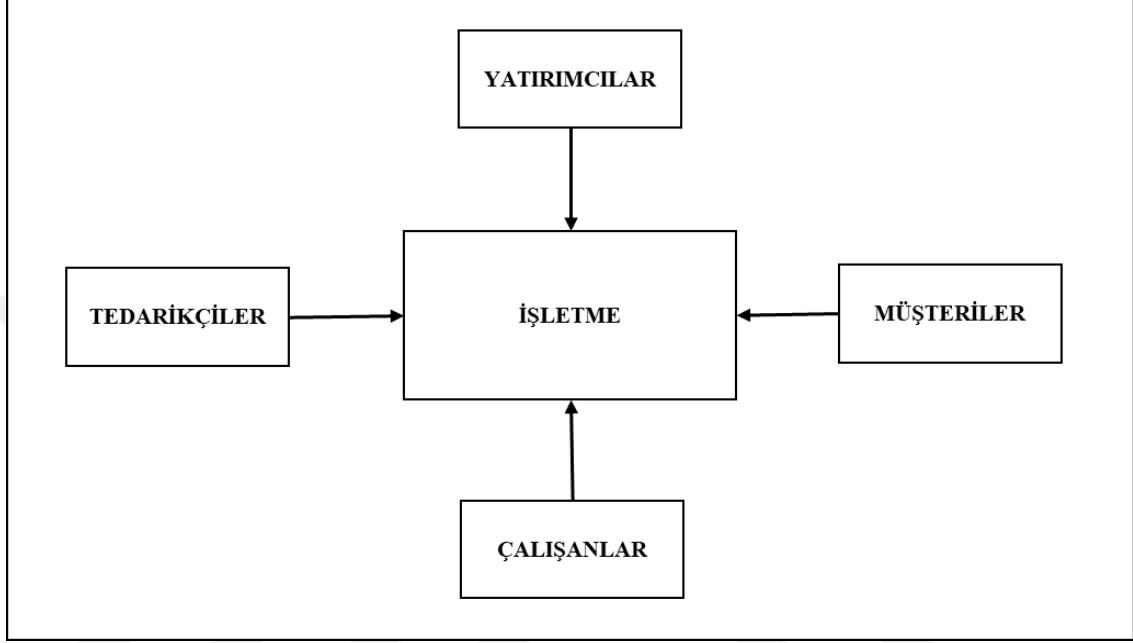 YATIRIMCILAR
TEDARİKÇİLER
İŞLETME
MÜŞTERİLER
ÇALIŞANLAR